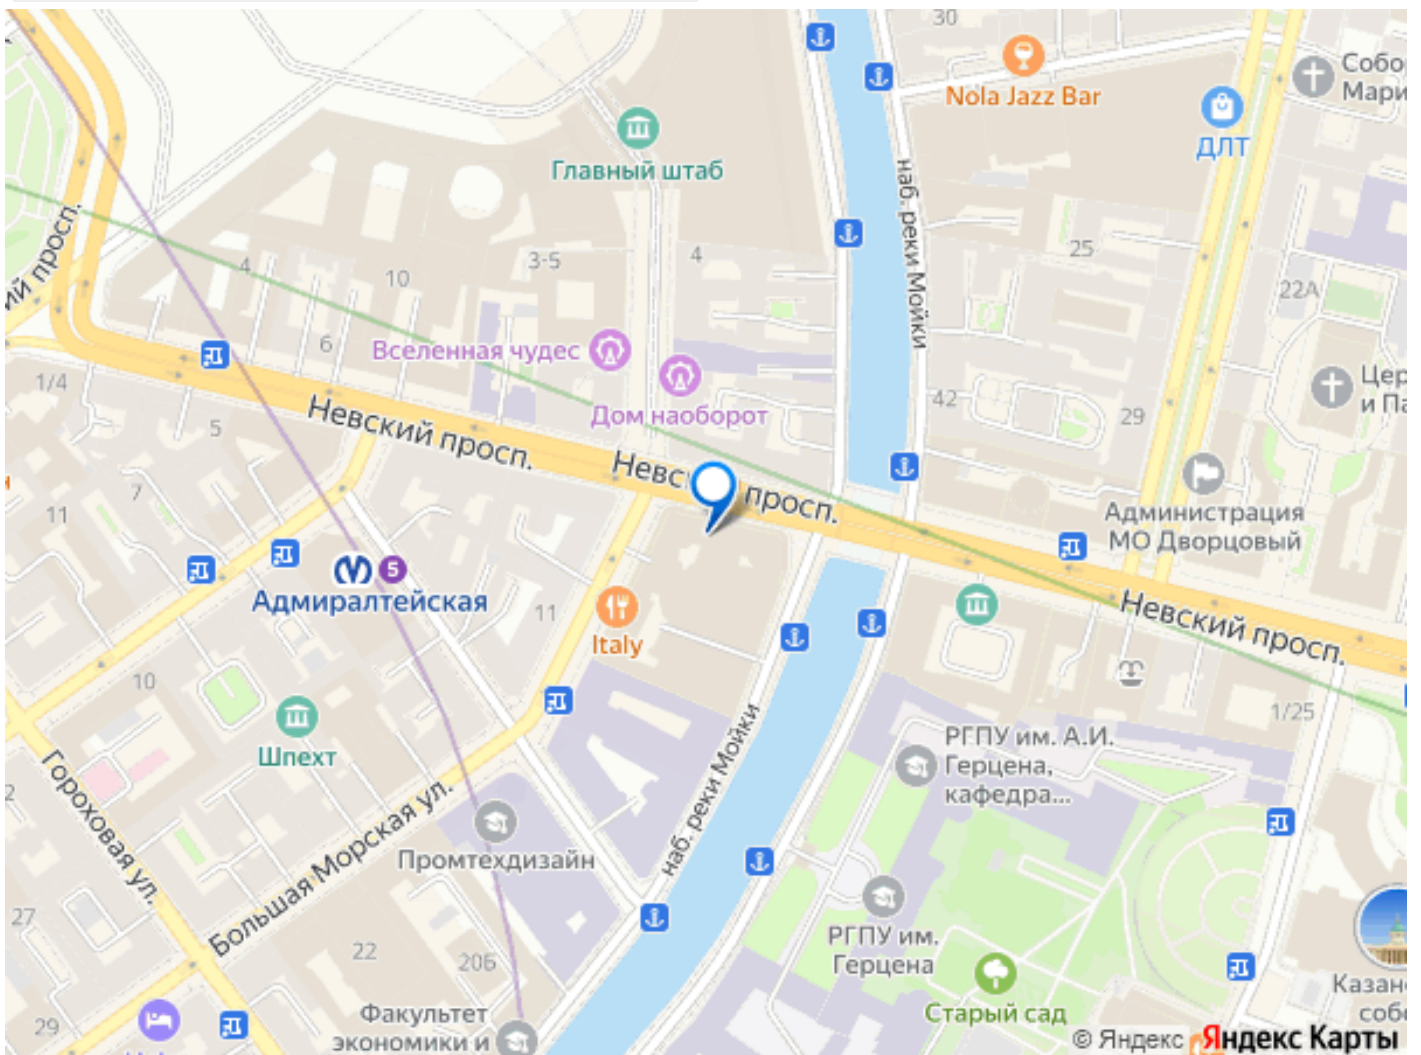 30
Nola Jazz Bar
Собо
Мари
ДЛТ
Главный штаб
наб. реки Мойки
ий просп.
4
10
3-5
4
25
22А
6
Вселенная чудес
Дом наоборот
1/4
5
Невский просп.
Невс
просп.
42
29
Цер
и Па
7
11
н
Администрация
МО Дворцовый
5
Адмиралтейская
11
Italy
Невский просп.
10
Шпехт
1/25
РГПУ им. А.И.
Герцена,
кафедра...
Гороховая ул.
2
Большая Морская ул.
Промтехдизайн
наб. реки Мойки
27
22
20Б
РГПУ им.
Герцена
Старый сад
Казан
собо
29
Факультет
экономики и
© Яндекс Яндекс Карты